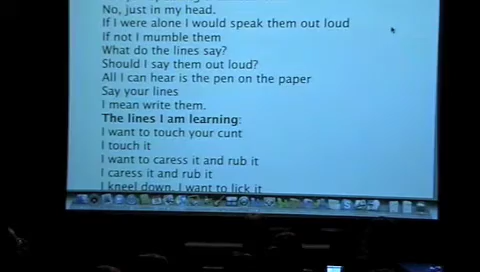 No, just in my head.
If I were alone I would speak them out loud
If not I mumble them
What do the lines say?
Should I say them out loud?
All I can hear is the pen on the paper
Say your lines
I mean write them.
The lines I am learning:
I want to touch your cunt
I touch it
I want to caress it and rub it
I caress it and rub it
I kneel down. I want to lick it